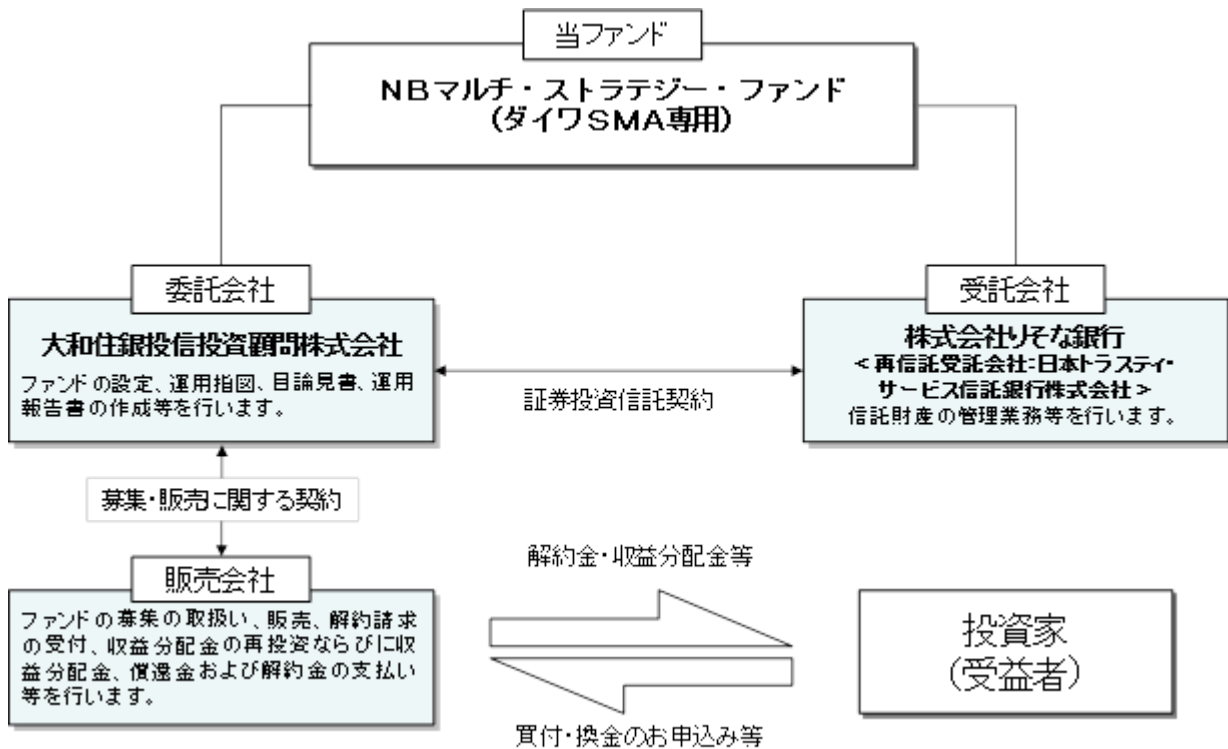 当ファンド
NBマルチ・ストラテジー・ファンド
(ダイワSMA専用)
委託会社
大和住銀投信投資顧問株式会社
ファンドの設定、運用指図、目論見書、運用
報告書の作成等を行います。
証券投資信託契約
受託会社
株式会社りそな銀行
<再信託受託会社:日本トラスティ・
サービス信託銀行株式会社>
信託財産の管理業務等を行います。
募集・販売に関する契約
販売会社
ファンドの募集の取扱い、販売、解約請求
の受付、収益分配金の再投資ならびに収
益分配金、償還金および解約金の支払い
等を行います。
解約金・収益分配金等
買付・換金のお申込み等
投資家
(受益者)